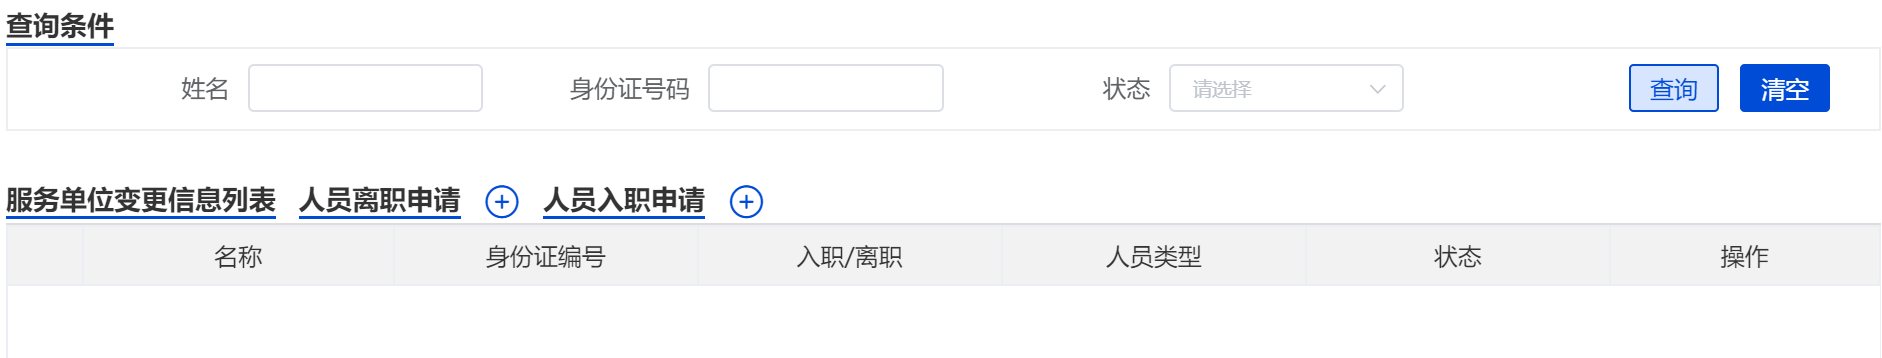 查询条件
姓名 身份证号码 状态 请选择 查询 清空
服务单位变更信息列表 人员离职申请 人员入职申请
名称 身份证编号 入职/离职 人员类型 状态 操作